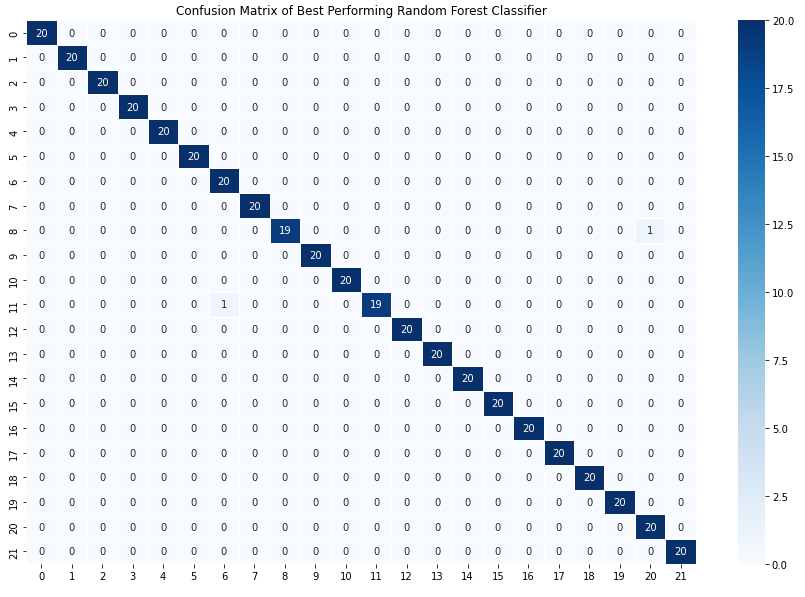 Confusion Matrix of Best Performing Random Forest Classifier
0 20 0 0 0 0 0 0 0 0 0 0 0 0 0 0 0 0 0 0 0 0 0
1 0 20 0 0 0 0 0 0 0 0 0 0 0 0 0 0 0 0 0 0 0 0
2 0 0 20 0 0 0 0 0 0 0 0 0 0 0 0 0 0 0 0 0 0 0
3 0 0 0 20 0 0 0 0 0 0 0 0 0 0 0 0 0 0 0 0 0 0
4 0 0 0 0 20 0 0 0 0 0 0 0 0 0 0 0 0 0 0 0 0 0
5 0 0 0 0 0 20 0 0 0 0 0 0 0 0 0 0 0 0 0 0 0 0
6 0 0 0 0 0 0 20 0 0 0 0 0 0 0 0 0 0 0 0 0 0 0
7 0 0 0 0 0 0 0 20 0 0 0 0 0 0 0 0 0 0 0 0 0 0
8 0 0 0 0 0 0 0 0 19 0 0 0 0 0 0 0 0 0 0 0 1 0
9 0 0 0 0 0 0 0 0 0 20 0 0 0 0 0 0 0 0 0 0 0 0
10 0 0 0 0 0 0 0 0 0 0 20 0 0 0 0 0 0 0 0 0 0 0
11 0 0 0 0 0 0 1 0 0 0 0 19 0 0 0 0 0 0 0 0 0 0
12 0 0 0 0 0 0 0 0 0 0 0 0 20 0 0 0 0 0 0 0 0 0
13 0 0 0 0 0 0 0 0 0 0 0 0 0 20 0 0 0 0 0 0 0 0
14 0 0 0 0 0 0 0 0 0 0 0 0 0 0 20 0 0 0 0 0 0 0
15 0 0 0 0 0 0 0 0 0 0 0 0 0 0 0 20 0 0 0 0 0 0
16 0 0 0 0 0 0 0 0 0 0 0 0 0 0 0 0 20 0 0 0 0 0
17 0 0 0 0 0 0 0 0 0 0 0 0 0 0 0 0 0 20 0 0 0 0
18 0 0 0 0 0 0 0 0 0 0 0 0 0 0 0 0 0 0 20 0 0 0
19 0 0 0 0 0 0 0 0 0 0 0 0 0 0 0 0 0 0 0 20 0 0
20 0 0 0 0 0 0 0 0 0 0 0 0 0 0 0 0 0 0 0 0 20 0
21 0 0 0 0 0 0 0 0 0 0 0 0 0 0 0 0 0 0 0 0 0 20
0 1 2 3 4 5 6 7 8 9 10 11 12 13 14 15 16 17 18 19 20 21
20.0
17.5
15.0
12.5
10.0
7.5
5.0
2.5
0.0